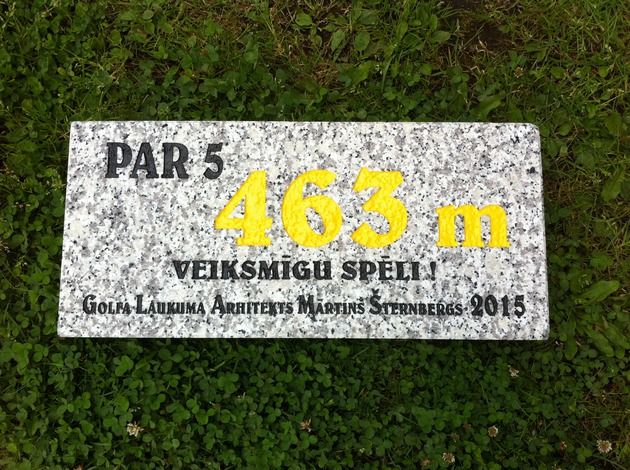 PAR 5
463 m
VEIKSMĪGU SPĒLI !
GOLFA LAUKUMA ARHITEKTS MĀRTIŅŠ ŠTERNBERGS 2015